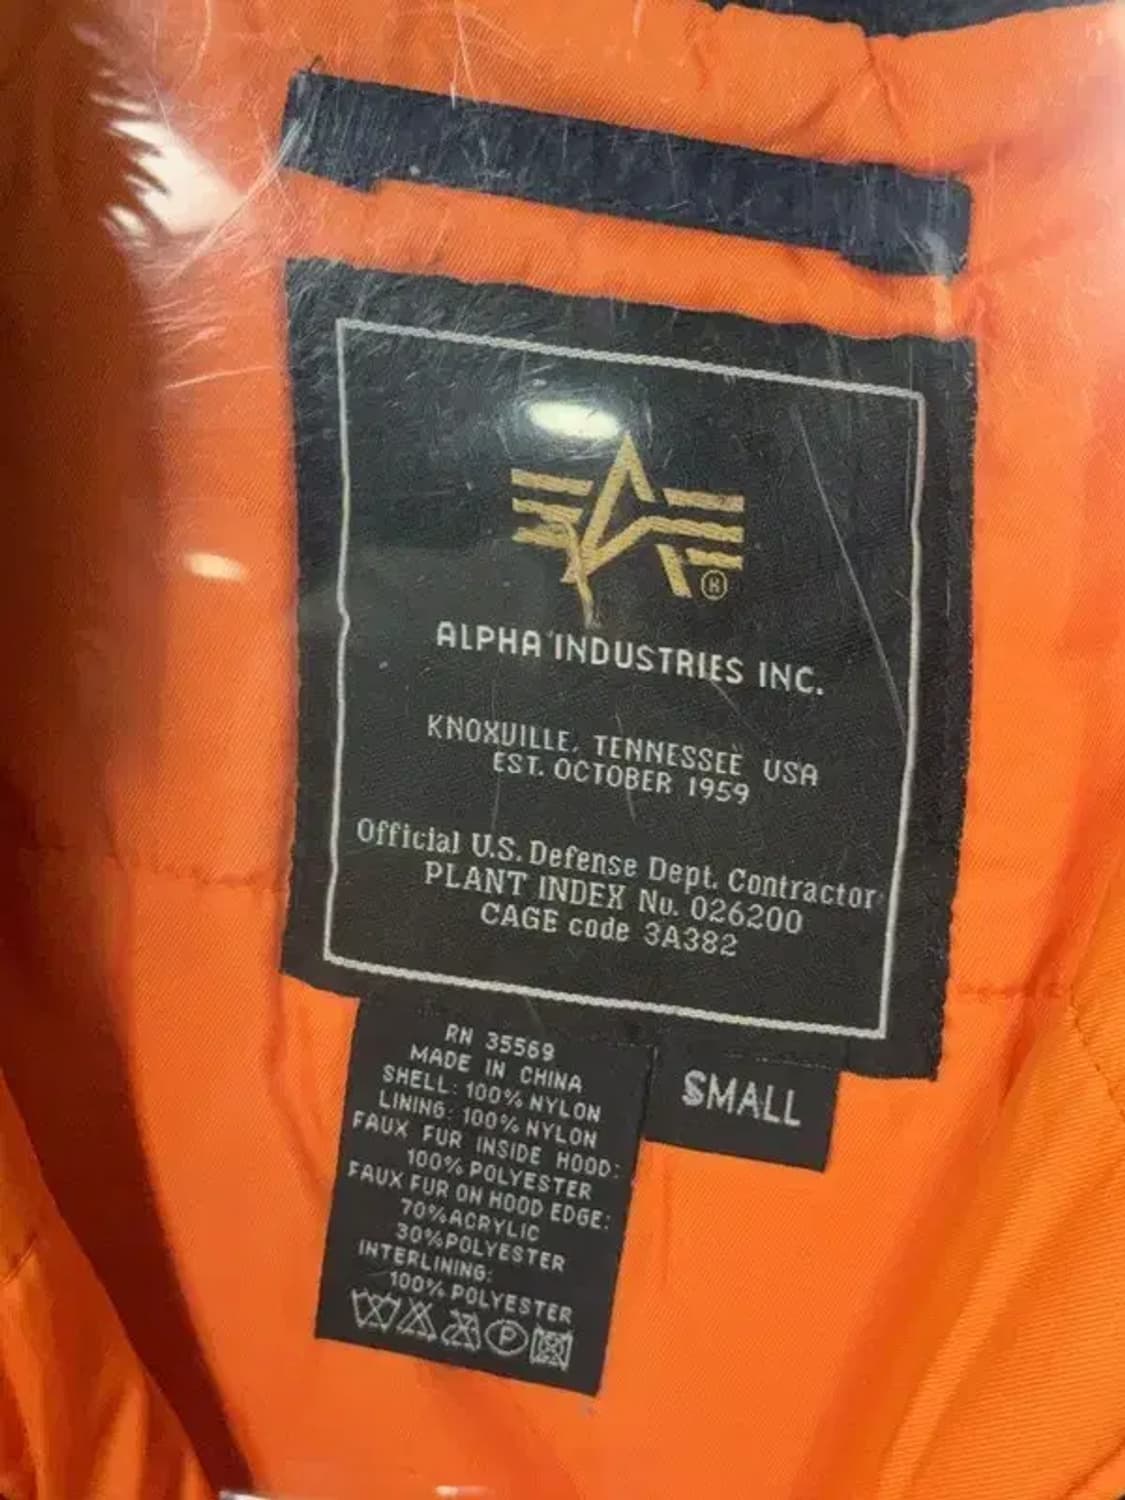 ®
ALPHA INDUSTRIES INC.
KNOXVILLE, TENNESSEE USA
EST. OCTOBER 1959
Official U.S. Defense Dept. Contractor
PLANT INDEX No. 026200
CAGE code 3A382
RN 35569
MADE IN CHINA
SHELL: 100% NYLON
LINING: 100% NYLON
FAUX FUR INSIDE HOOD:
100% POLYESTER
FAUX FUR ON HOOD EDGE:
70%ACRYLIC
30%POLYESTER
INTERLINING:
100% POLYESTER
P
SMALL